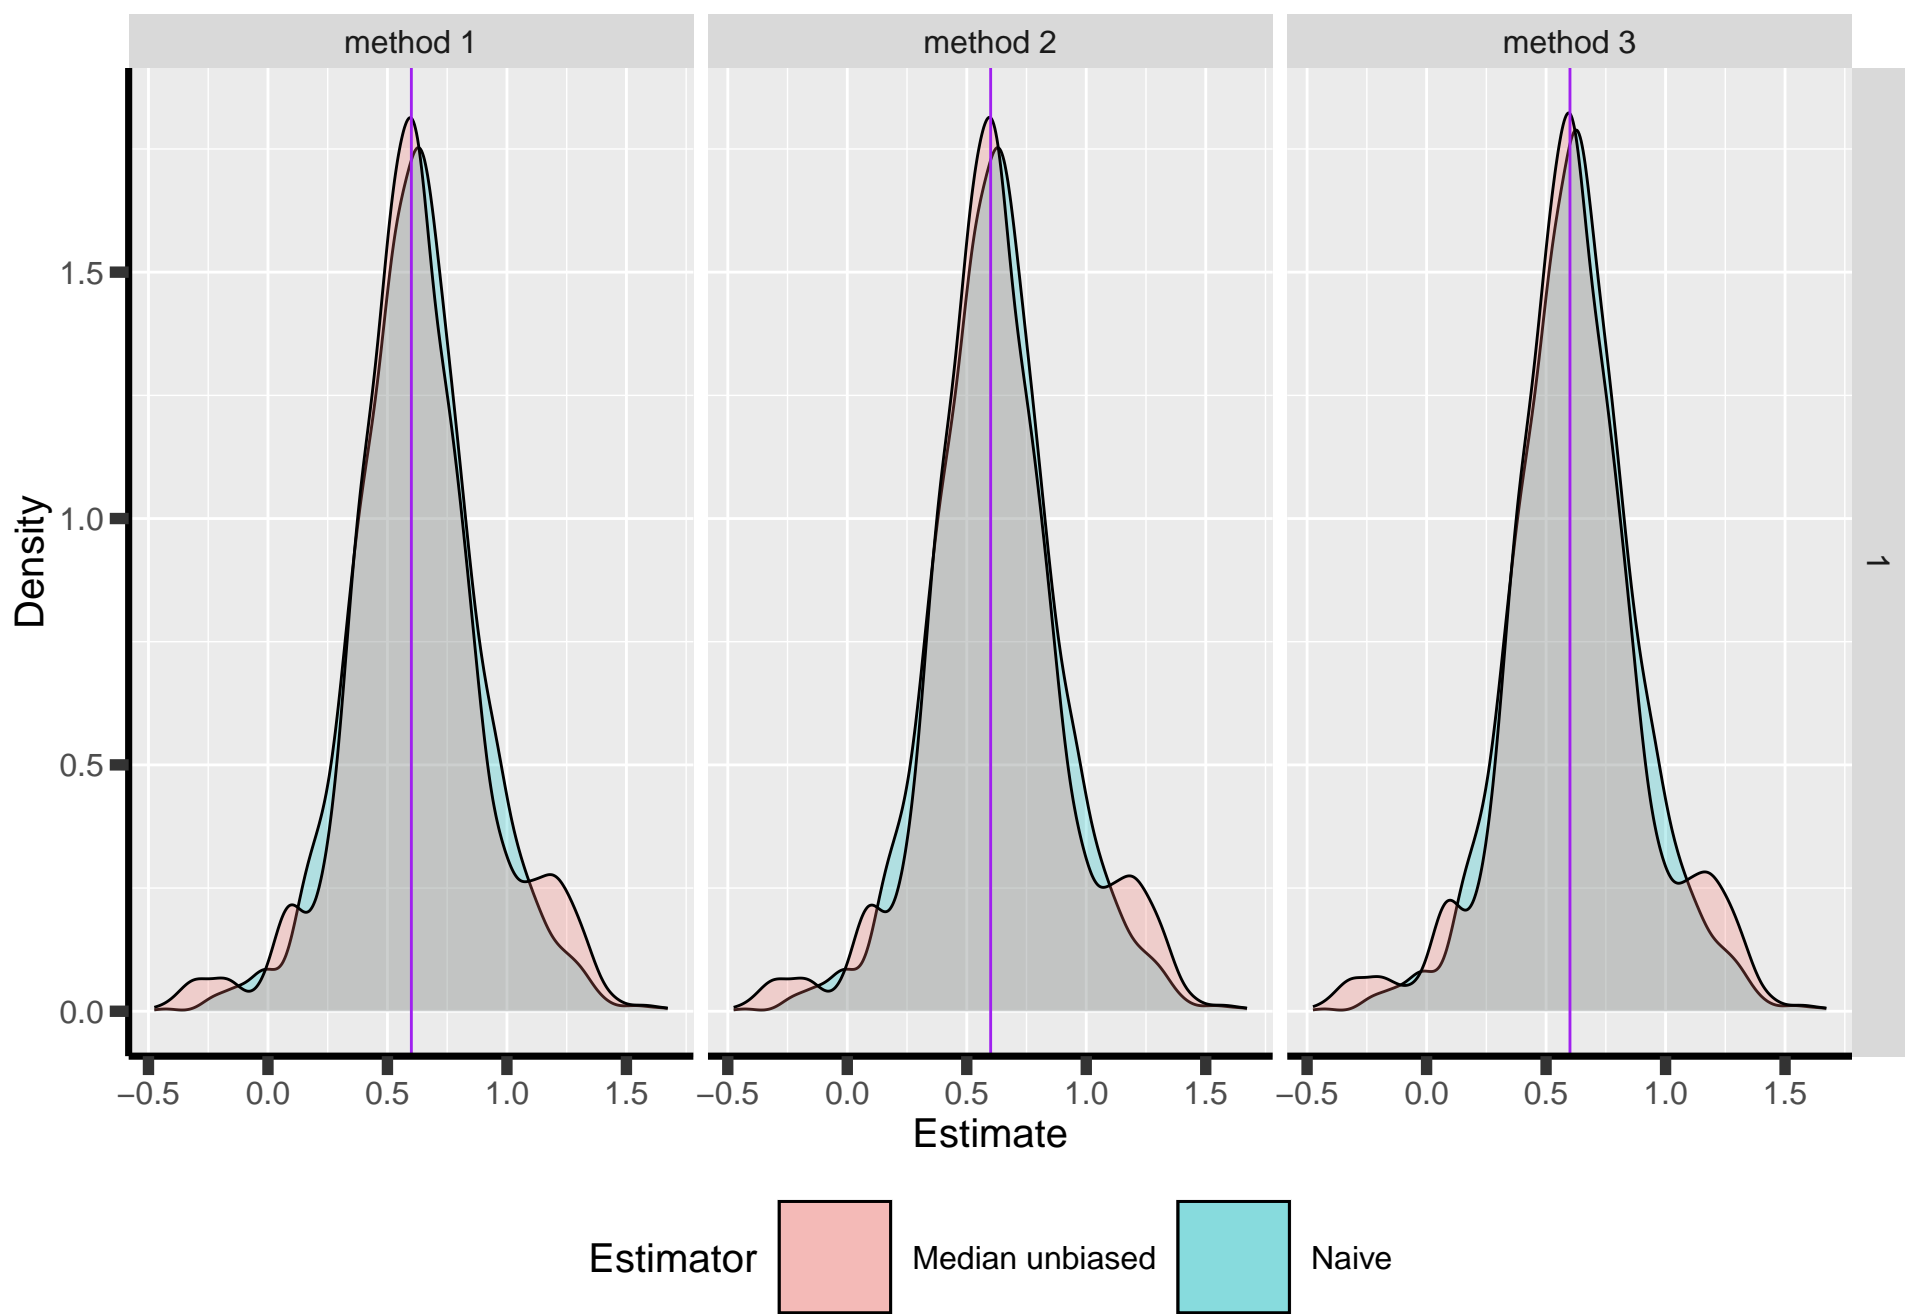 method 1 method 2 method 3
1
Density
1.5
1.0
0.5
0.0
−0.5 0.0 0.5 1.0 1.5 −0.5 0.0 0.5 1.0 1.5 −0.5 0.0 0.5 1.0 1.5
Estimate
Estimator Median unbiased Naive